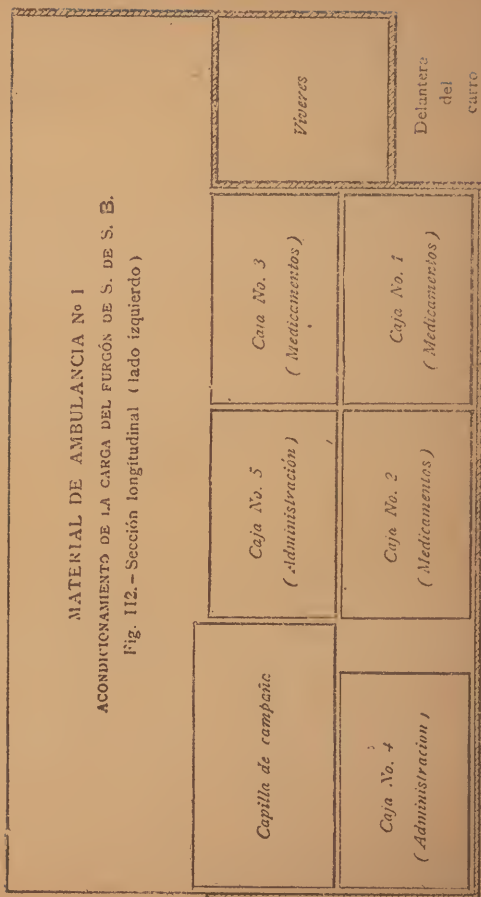 MATERIAL DE AMBULANCIA Nº 1
ACONDICIONAMIENTO DE LA CARGA DEL FURGÓN DE S. DE S. B.
Fig. 112.- Sección longitudinal (lado izquierdo)
Capilla de campaña
Caja No. 5
(Administración)
Caja No. 3
(Medicamentos)
Víveres
Caja No. 4
(Administracion)
Caja No. 2
(Medicamentos)
Caja No. 1
(Medicamentos)
Delantera
del
carro